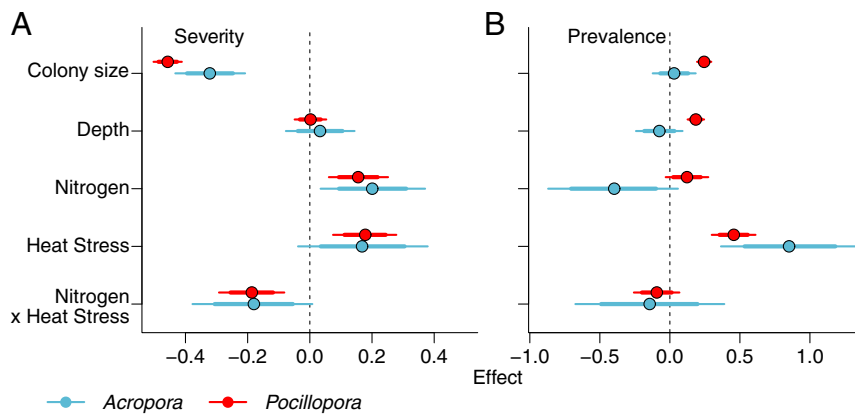 A
Severity
B
Prevalence
Colony size
Depth
Nitrogen
Heat Stress
Nitrogen
x Heat Stress
−0.4 −0.2 0.0 0.2 0.4
−1.0 −0.5 0.0 0.5 1.0
Effect
Acropora Pocillopora